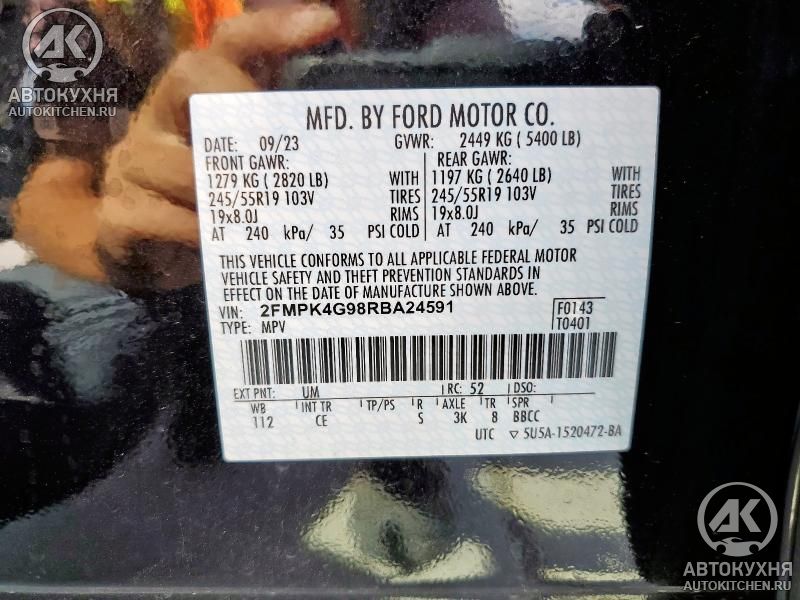 АК
АВТОКУХНЯ
AUTOKITCHEN.RU
MFD. BY FORD MOTOR CO.
DATE: 09/23 GVWR: 2449 KG ( 5400 LB)
FRONT GAWR: REAR GAWR:
1279 KG ( 2820 LB) WITH 1197 KG ( 2640 LB) WITH
245/55R19 103V TIRES 245/55R19 103V TIRES
19x8.0J RIMS 19x8.0J RIMS
AT 240 kPa/ 35 PSI COLD AT 240 kPa/ 35 PSI COLD
THIS VEHICLE CONFORMS TO ALL APPLICABLE FEDERAL MOTOR
VEHICLE SAFETY AND THEFT PREVENTION STANDARDS IN
EFFECT ON THE DATE OF MANUFACTURE SHOWN ABOVE.
VIN: 2FMPK4G98RBA24591 F0143
TYPE: MPV T0401
EXT PNT: UM RC: 52 DSO:
WB INT TR TP/PS R AXLE TR SPR
112 CE S 3K 8 BBCC
UTC ▽ 5U5A-1520472-BA
АК
АВТОКУХНЯ
AUTOKITCHEN.RU